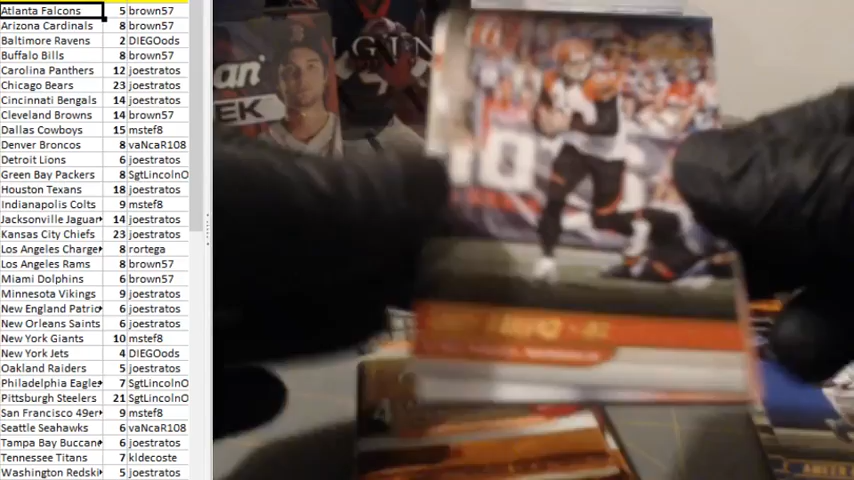 Atlanta Falcons 5 brown57
Arizona Cardinals 8 brown57
Baltimore Ravens 2 DIEGOods
Buffalo Bills 8 brown57
Carolina Panthers 12 joestratos
Chicago Bears 23 joestratos
Cincinnati Bengals 14 joestratos
Cleveland Browns 14 brown57
Dallas Cowboys 15 mstef8
Denver Broncos 8 vaNcaR108
Detroit Lions 6 joestratos
Green Bay Packers 8 SgtLincolnO
Houston Texans 18 joestratos
Indianapolis Colts 9 mstef8
Jacksonville Jaguar 14 joestratos
Kansas City Chiefs 23 joestratos
Los Angeles Charge 8 rortega
Los Angeles Rams 8 brown57
Miami Dolphins 6 brown57
Minnesota Vikings 9 joestratos
New England Patrio 6 joestratos
New Orleans Saints 6 joestratos
New York Giants 10 mstef8
New York Jets 4 DIEGOods
Oakland Raiders 5 joestratos
Philadelphia Eagle 7 SgtLincolnO
Pittsburgh Steelers 21 SgtLincolnO
San Francisco 49er 9 mstef8
Seattle Seahawks 6 vaNcaR108
Tampa Bay Buccan 6 joestratos
Tennessee Titans 7 kldecoste
Washington Redski 5 joestratos
an
EEK